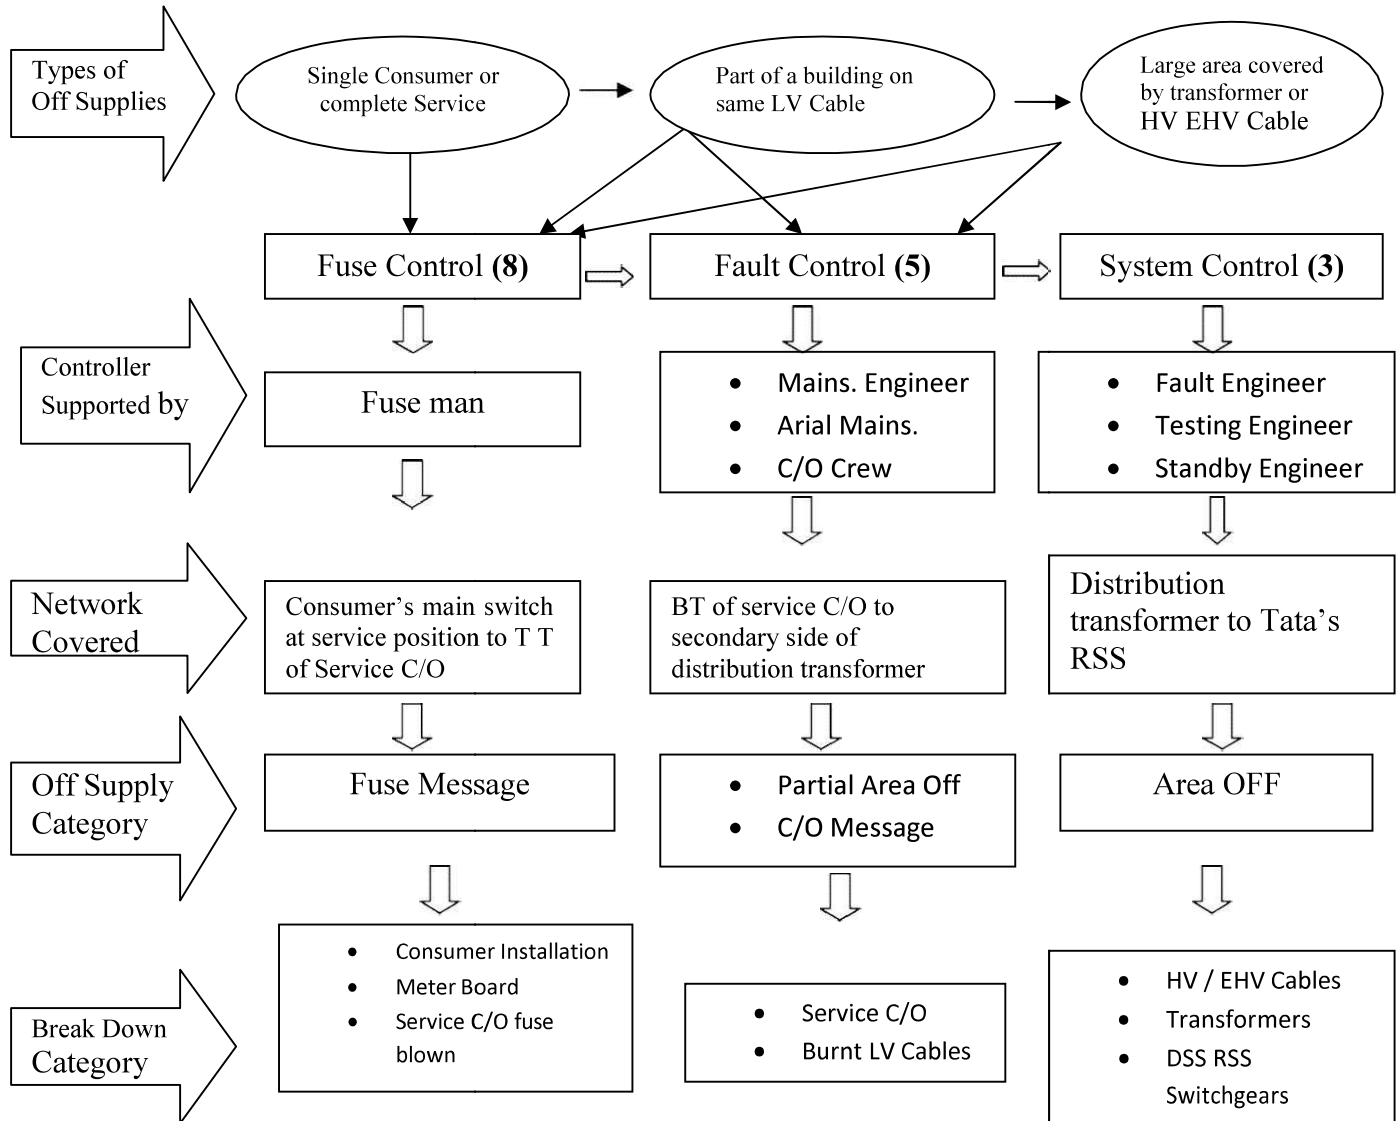 Types of
Off Supplies
Single Consumer or
complete Service
Part of a building on
same LV Cable
Large area covered
by transformer or
HV EHV Cable
Fuse Control (8)
Fault Control (5)
System Control (3)
Controller
Supported by
Fuse man
• Mains. Engineer
• Arial Mains.
• C/O Crew
• Fault Engineer
• Testing Engineer
• Standby Engineer
Network
Covered
Consumer’s main switch
at service position to T T
of Service C/O
BT of service C/O to
secondary side of
distribution transformer
Distribution
transformer to Tata’s
RSS
Off Supply
Category
Fuse Message
• Partial Area Off
• C/O Message
Area OFF
Break Down
Category
• Consumer Installation
• Meter Board
• Service C/O fuse
blown
• Service C/O
• Burnt LV Cables
• HV / EHV Cables
• Transformers
• DSS RSS
Switchgears